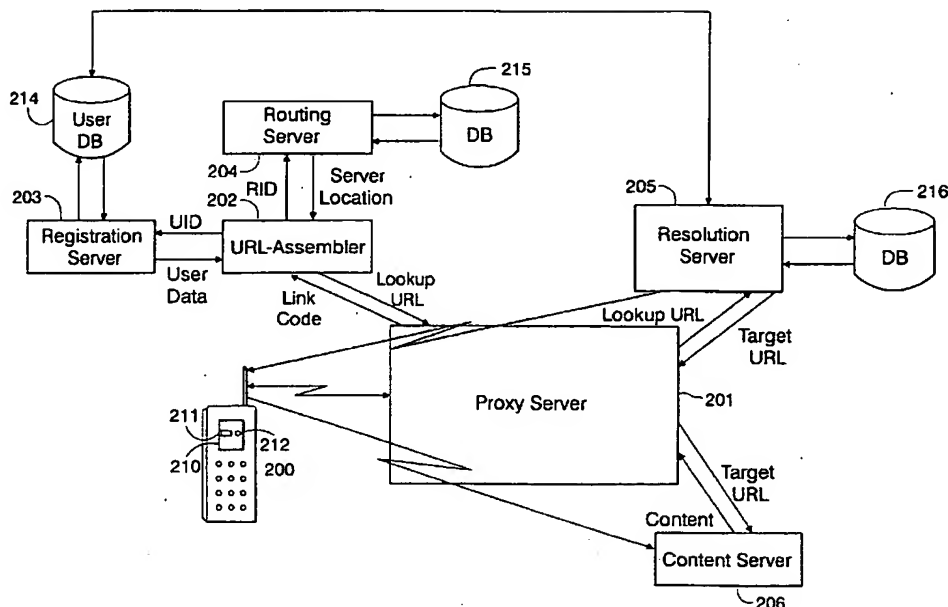 215
214
User
DB
Routing
Server
DB
204
Server
Location
RID
203
202
205
216
UID
Registration
Server
URL-Assembler
Resolution
Server
DB
User
Data
Lookup
URL
Link
Code
Lookup URL
Target
URL
Proxy Server
201
211
212
210
200
Target
URL
Content
Content Server
206